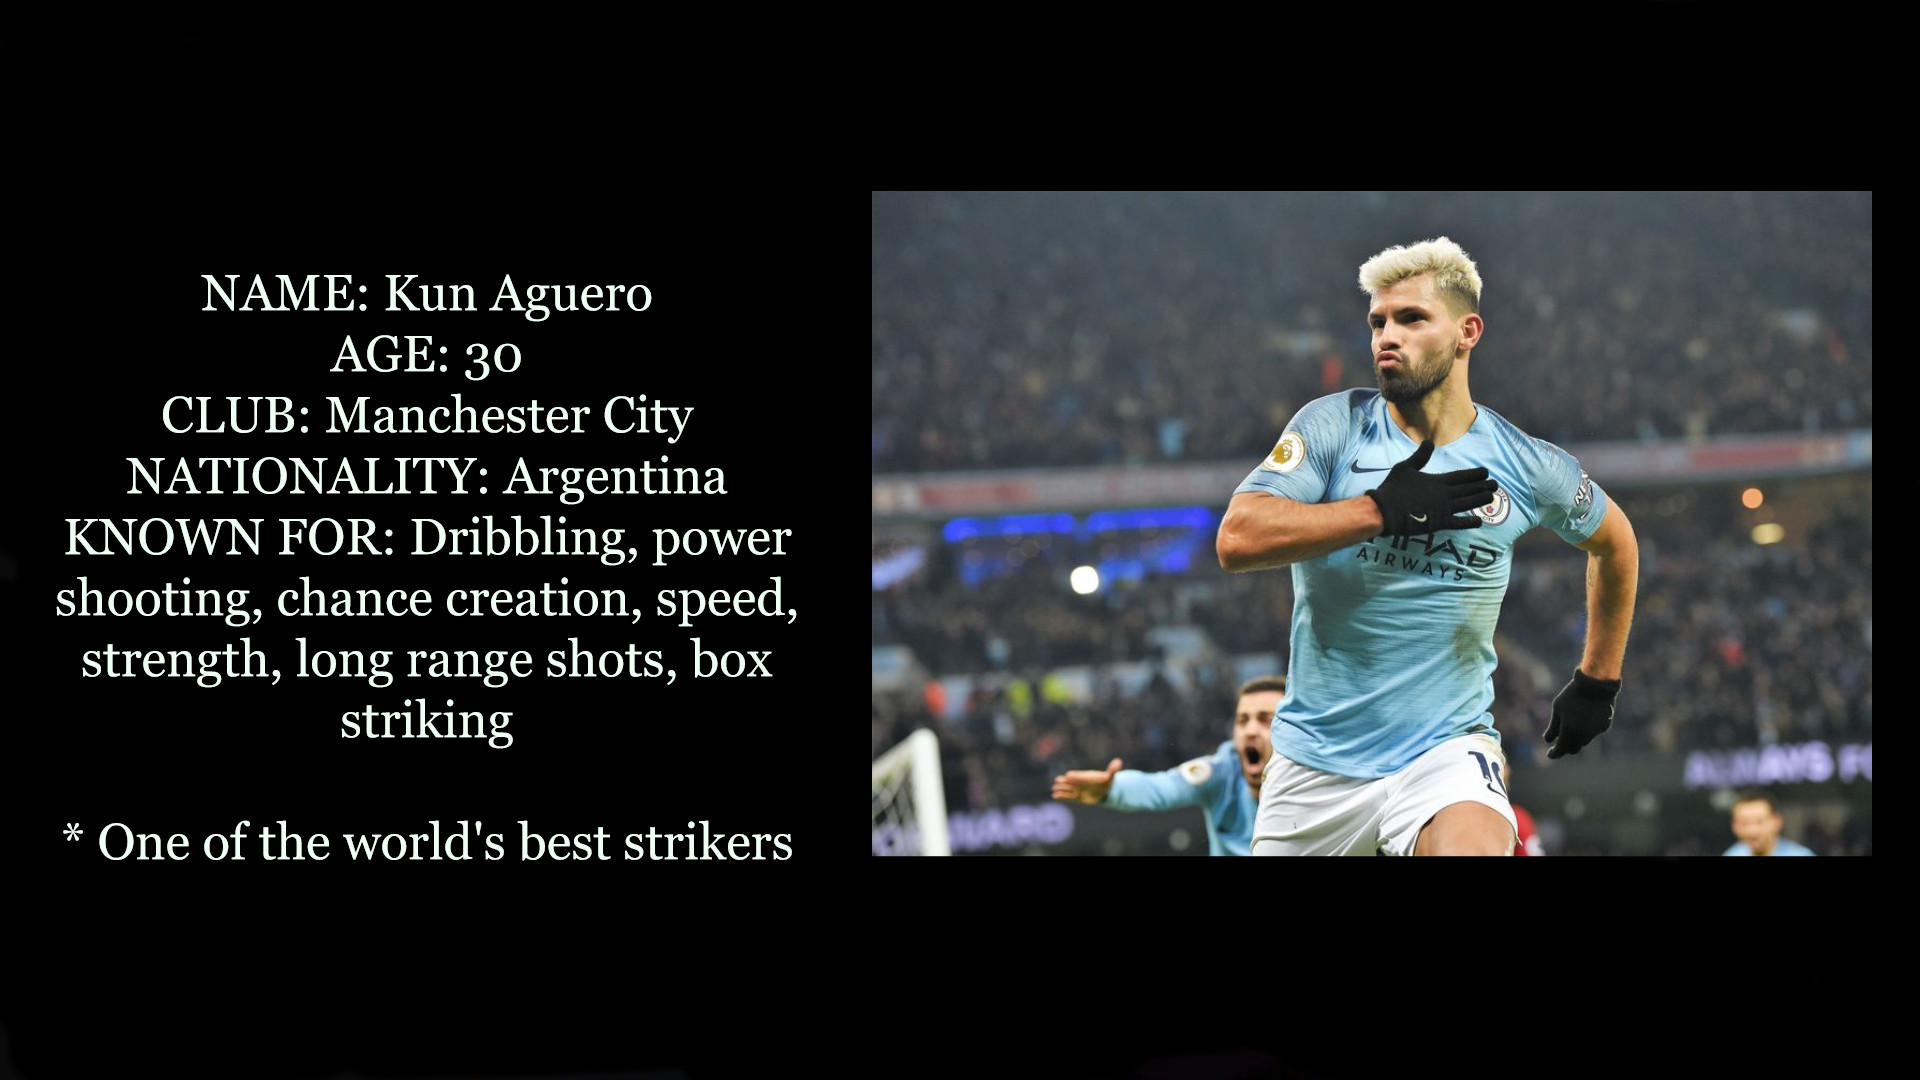 NAME: Kun Aguero
AGE: 30
CLUB: Manchester City
NATIONALITY: Argentina
KNOWN FOR: Dribbling, power
shooting, chance creation, speed,
strength, long range shots, box
striking
* One of the world's best strikers
AIRWAYS